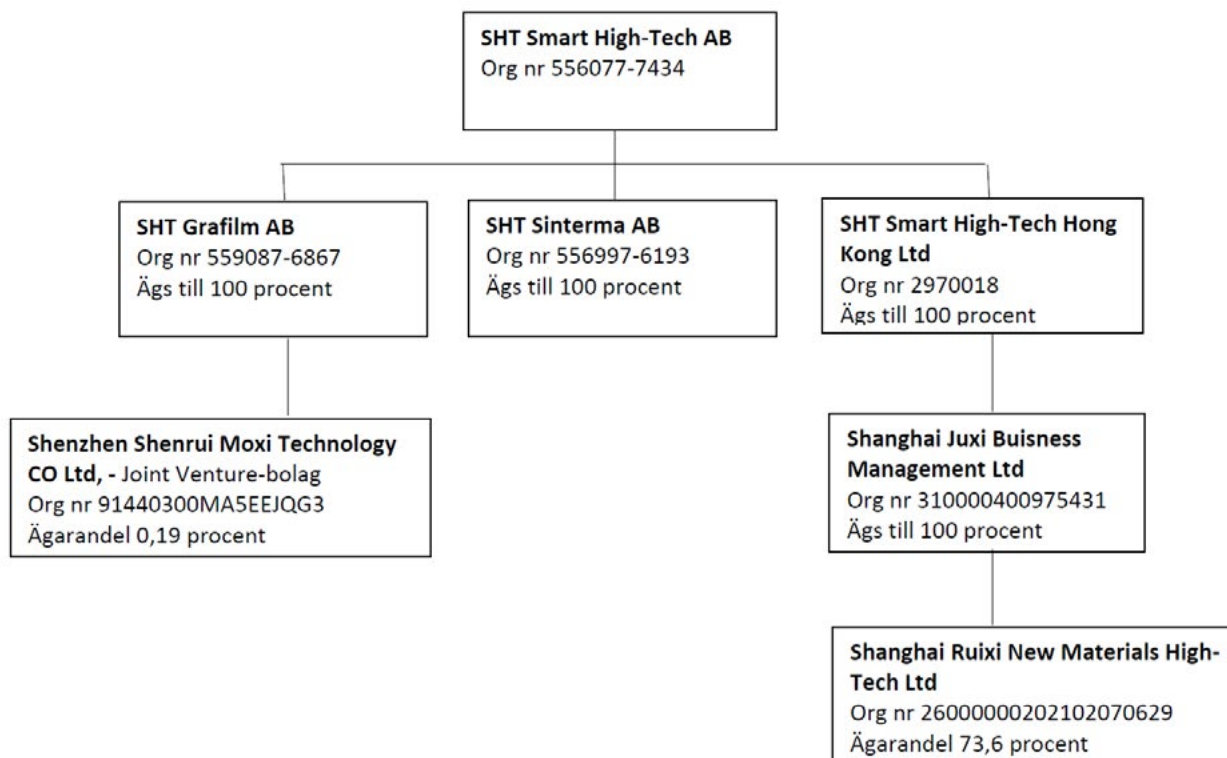 SHT Smart High-Tech AB
Org nr 556077-7434
SHT Grafilm AB
Org nr 559087-6867
Ägs till 100 procent
SHT Sinterma AB
Org nr 556997-6193
Ägs till 100 procent
SHT Smart High-Tech Hong
Kong Ltd
Org nr 2970018
Ägs till 100 procent
Shenzhen Shenrui Moxi Technology
CO Ltd, - Joint Venture-bolag
Org nr 91440300MA5EEJQG3
Ägarandel 0,19 procent
Shanghai Juxi Buisness
Management Ltd
Org nr 310000400975431
Ägs till 100 procent
Shanghai Ruixi New Materials High-
Tech Ltd
Org nr 26000000202102070629
Ägarandel 73,6 procent